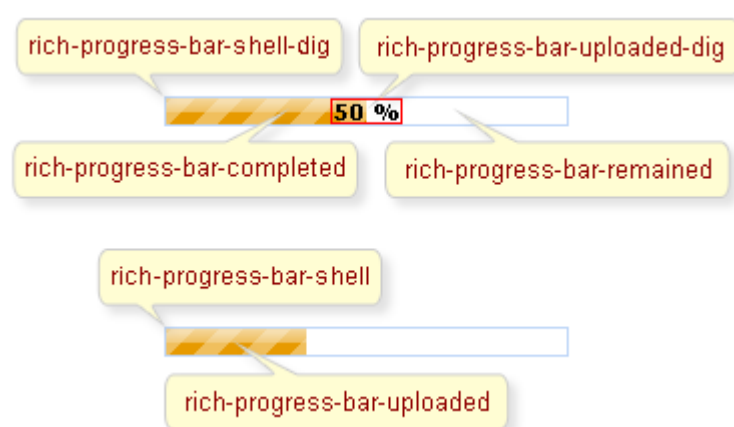 rich-progress-bar-shell-dig
rich-progress-bar-uploaded-dig
50 %
rich-progress-bar-completed
rich-progress-bar-remained
rich-progress-bar-shell
rich-progress-bar-uploaded